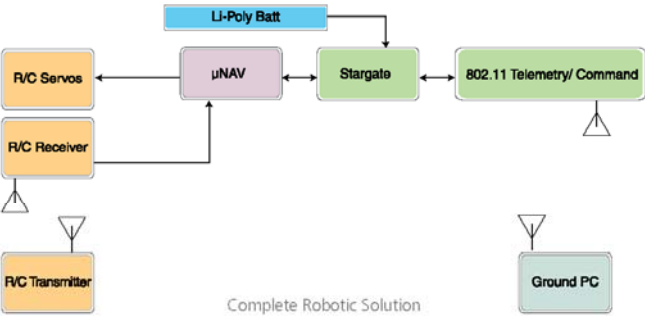 Li-Poly Batt
R/C Servos
µNAV
Stargate
802.11 Telemetry/ Command
R/C Receiver
R/C Transmitter
Ground PC
Complete Robotic Solution